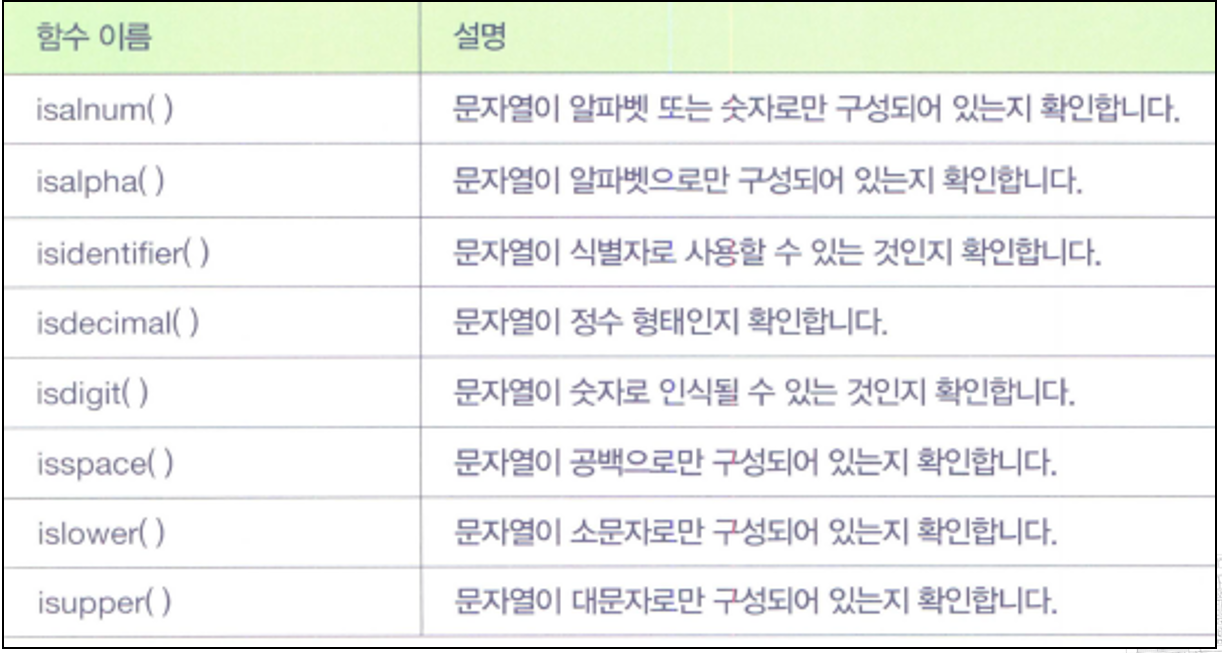 함수 이름 설명
isalnum( ) 문자열이 알파벳 또는 숫자로만 구성되어 있는지 확인합니다.
isalpha( ) 문자열이 알파벳으로만 구성되어 있는지 확인합니다.
isidentifier( ) 문자열이 식별자로 사용할 수 있는 것인지 확인합니다.
isdecimal( ) 문자열이 정수 형태인지 확인합니다.
isdigit( ) 문자열이 숫자로 인식될 수 있는 것인지 확인합니다.
isspace( ) 문자열이 공백으로만 구성되어 있는지 확인합니다.
islower( ) 문자열이 소문자로만 구성되어 있는지 확인합니다.
isupper( ) 문자열이 대문자로만 구성되어 있는지 확인합니다.